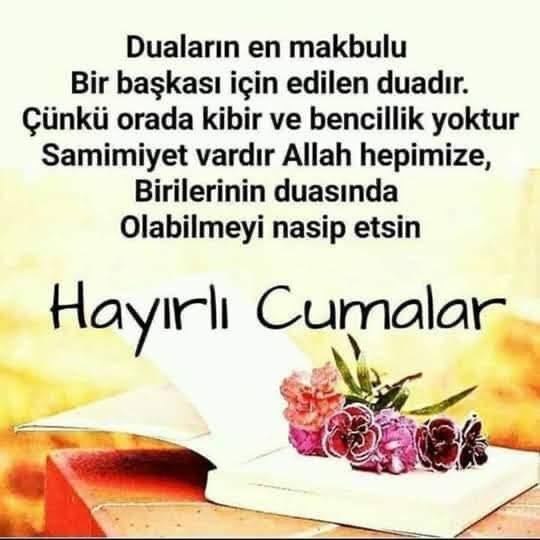 Duaların en makbulu
Bir başkası için edilen duadır.
Çünkü orada kibir ve bencillik yoktur
Samimiyet vardır Allah hepimize,
Birilerinin duasında
Olabilmeyi nasip etsin
Hayırlı Cumalar